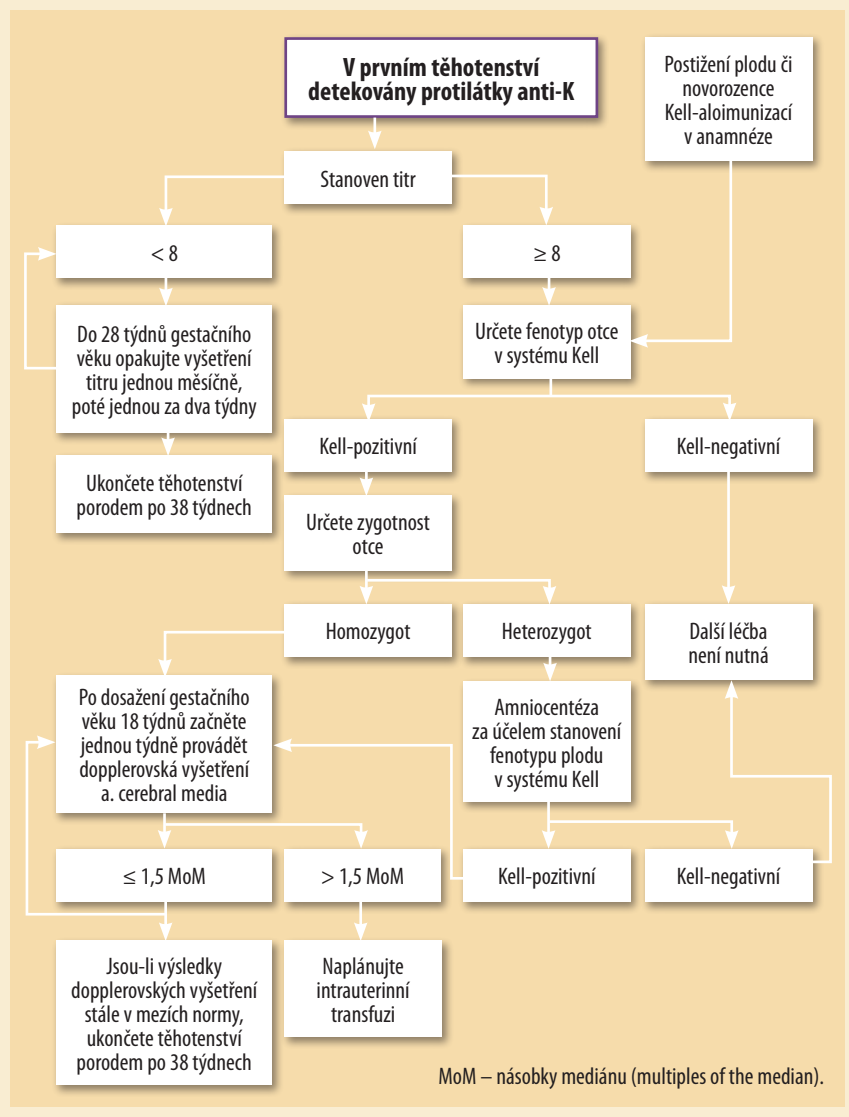 V prvním těhotenství
detekovány protilátky anti-K
Postižení plodu či
novorozence
Kell-aloimunizací
v anamnéze
Stanoven titr
< 8
≥ 8
Do 28 týdnů gestačního
věku opakujte vyšetření
titru jednou měsíčně,
poté jednou za dva týdny
Určete fenotyp otce
v systému Kell
Kell-pozitivní
Kell-negativní
Ukončete těhotenství
porodem po 38 týdnech
Určete zygotnost
otce
Homozygot
Heterozygot
Další léčba
není nutná
Po dosažení gestačního
věku 18 týdnů začněte
jednou týdně provádět
dopplerovská vyšetření
a. cerebral media
Amniocentéza
za účelem stanovení
fenotypu plodu
v systému Kell
≤ 1,5 MoM
> 1,5 MoM
Kell-pozitivní
Kell-negativní
Jsou-li výsledky
dopplerovských vyšetření
stále v mezích normy,
ukončete těhotenství
porodem po 38 týdnech
Naplánujte
intrauterinní
transfuzi
MoM – násobky mediánu (multiples of the median).